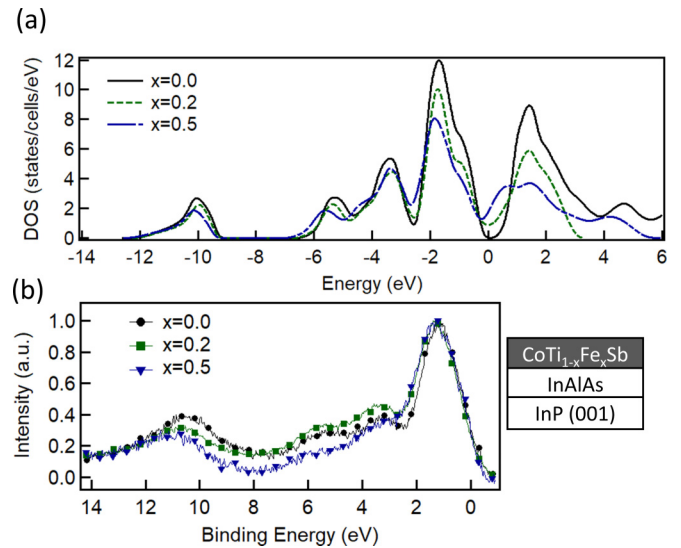 (a)
DOS (states/cells/eV)
12
10
8
6
4
2
0
x=0.0
x=0.2
x=0.5
-14 -12 -10 -8 -6 -4 -2 0 2 4 6
Energy (eV)
(b)
Intensity (a.u.)
1.0
0.8
0.6
0.4
0.2
0.0
x=0.0
x=0.2
x=0.5
14 12 10 8 6 4 2 0
Binding Energy (eV)
CoTi₁₋ₓFeₓSb
InAlAs
InP (001)